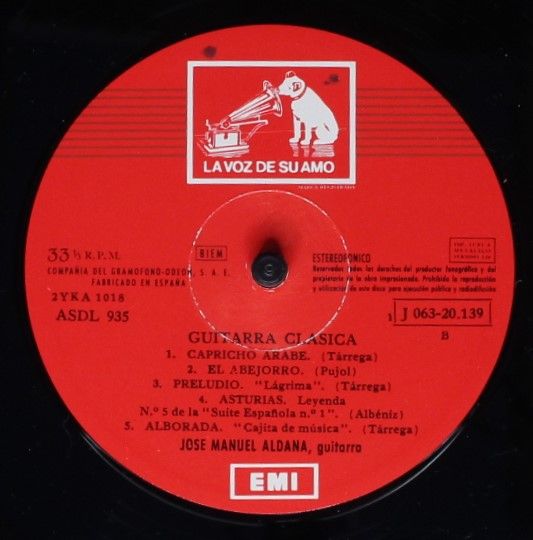 LA VOZ DE SU AMO
33 ⅓ R.P.M.
BIEM
COMPAÑIA DEL GRAMOFONO-ODEON, S. A. E.
FABRICADO EN ESPAÑA
2YKA 1018
ASDL 935
ESTEREOFONICO
Reservados todos los derechos del productor fonográfico y del
propietario de la obra impresionada. Prohibida la reproducción
y utilización de este disco para ejecución pública y radiodifusión
J 063-20.139
B
GUITARRA CLASICA
1. CAPRICHO ARABE. (Tárrega)
2. EL ABEJORRO. (Pujol)
3. PRELUDIO. "Lágrima". (Tárrega)
4. ASTURIAS. Leyenda
N.º 5 de la "Suite Española n.º 1". (Albéniz)
5. ALBORADA. "Cajita de música". (Tárrega)
JOSE MANUEL ALDANA, guitarra
EMI